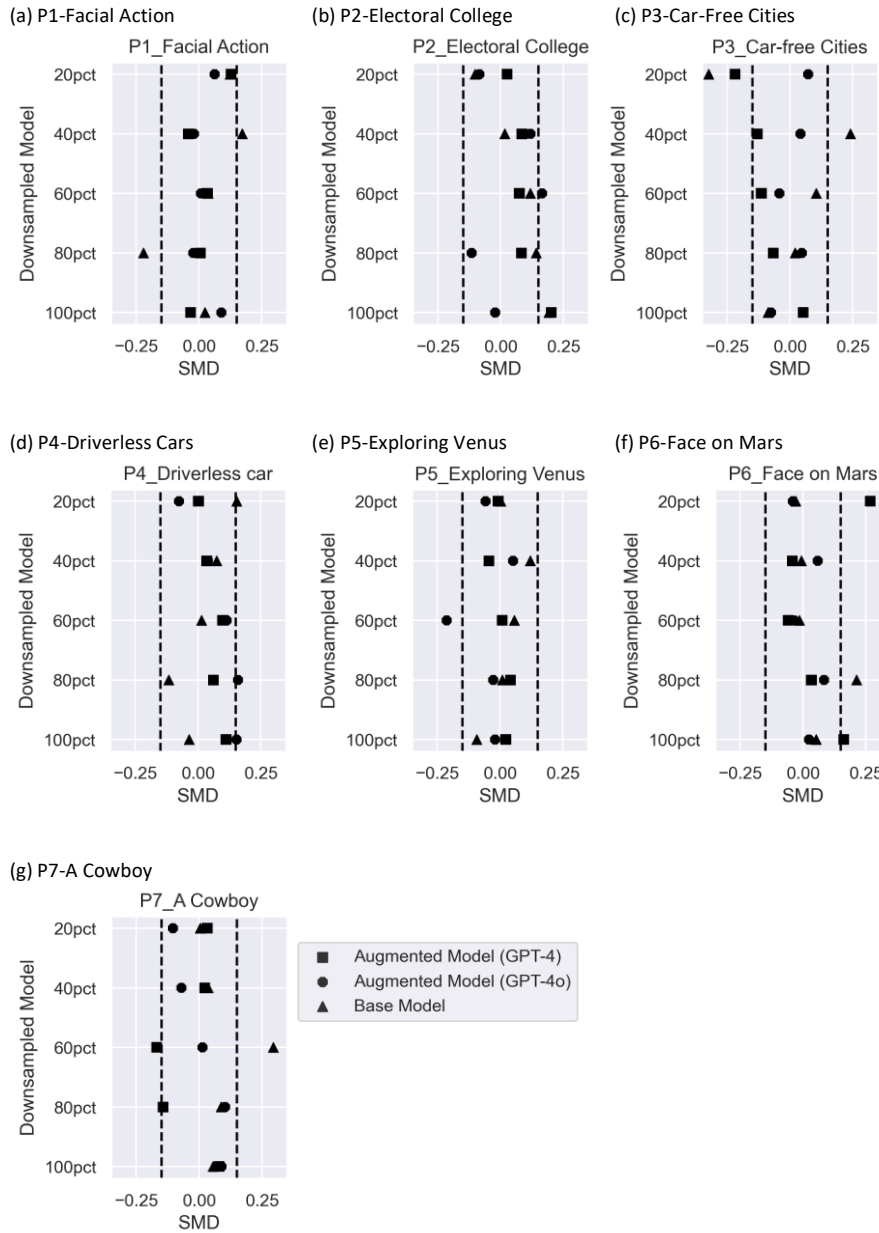 (a) P1-Facial Action
(b) P2-Electoral College
(c) P3-Car-Free Cities
P1_Facial Action
P2_Electoral College
P3_Car-free Cities
Downsampled Model
20pct
40pct
60pct
80pct
100pct
−0.25 0.00 0.25
SMD
Downsampled Model
20pct
40pct
60pct
80pct
100pct
−0.25 0.00 0.25
SMD
Downsampled Model
20pct
40pct
60pct
80pct
100pct
−0.25 0.00 0.25
SMD
(d) P4-Driverless Cars
(e) P5-Exploring Venus
(f) P6-Face on Mars
P4_Driverless car
P5_Exploring Venus
P6_Face on Mars
Downsampled Model
20pct
40pct
60pct
80pct
100pct
−0.25 0.00 0.25
SMD
Downsampled Model
20pct
40pct
60pct
80pct
100pct
−0.25 0.00 0.25
SMD
Downsampled Model
20pct
40pct
60pct
80pct
100pct
−0.25 0.00 0.25
SMD
(g) P7-A Cowboy
P7_A Cowboy
Downsampled Model
20pct
40pct
60pct
80pct
100pct
−0.25 0.00 0.25
SMD
Augmented Model (GPT-4)
Augmented Model (GPT-4o)
Base Model